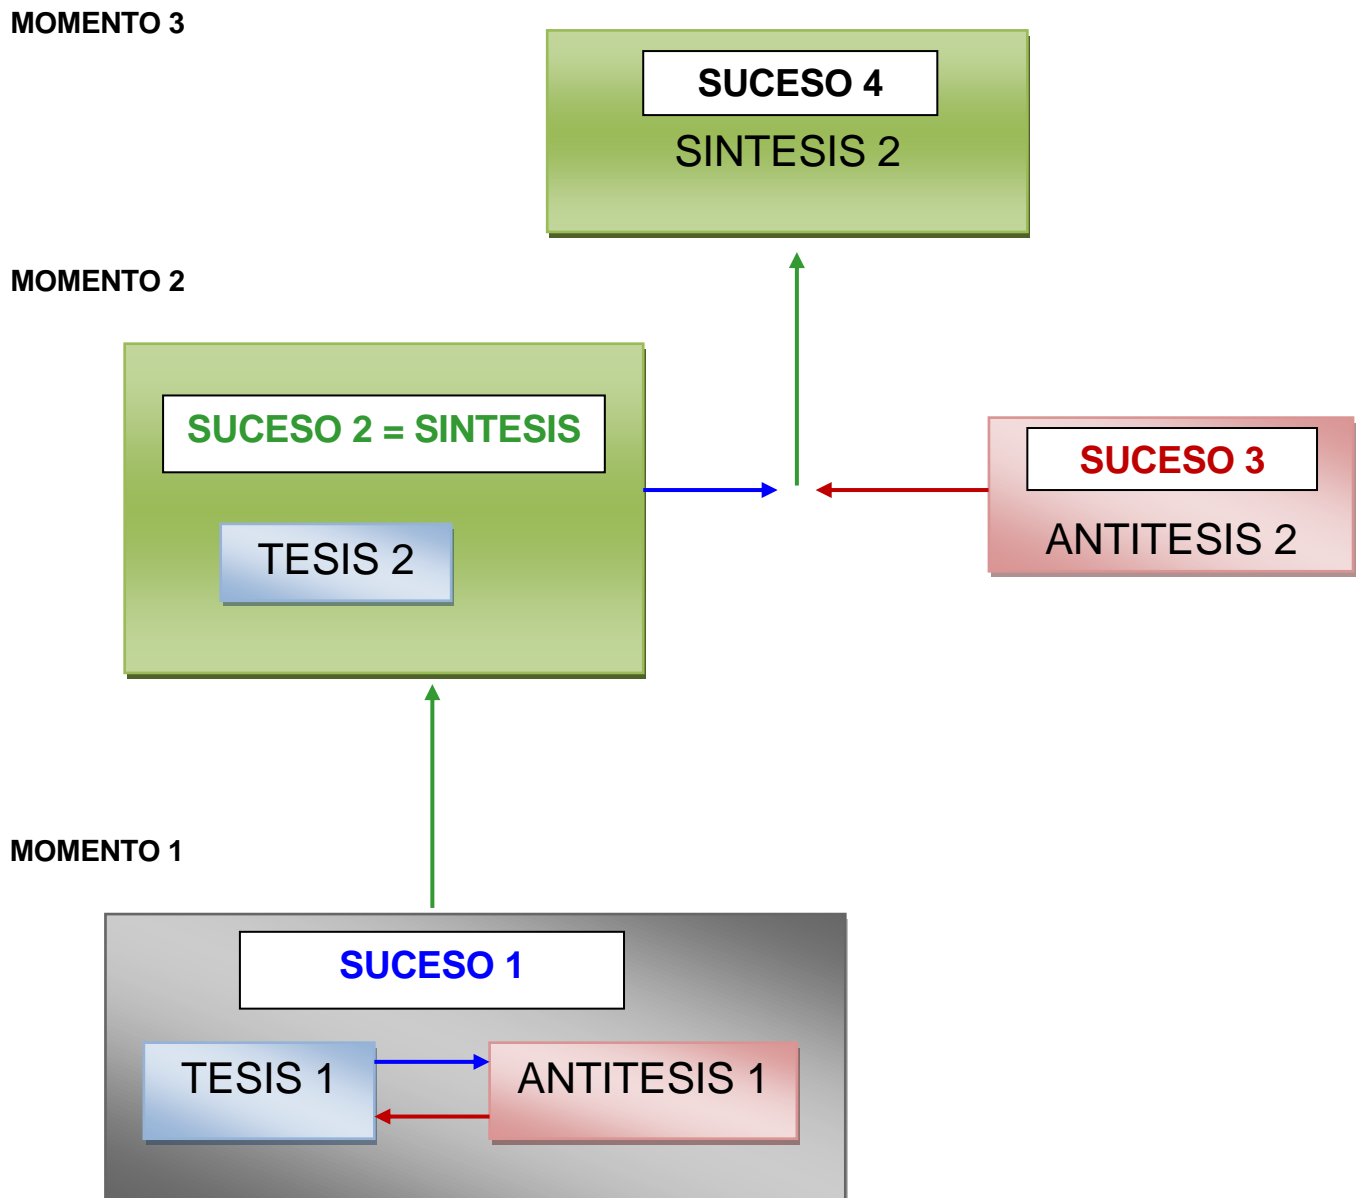 MOMENTO 3
SUCESO 4
SINTESIS 2
MOMENTO 2
SUCESO 2 = SINTESIS
TESIS 2
SUCESO 3
ANTITESIS 2
MOMENTO 1
SUCESO 1
TESIS 1
ANTITESIS 1